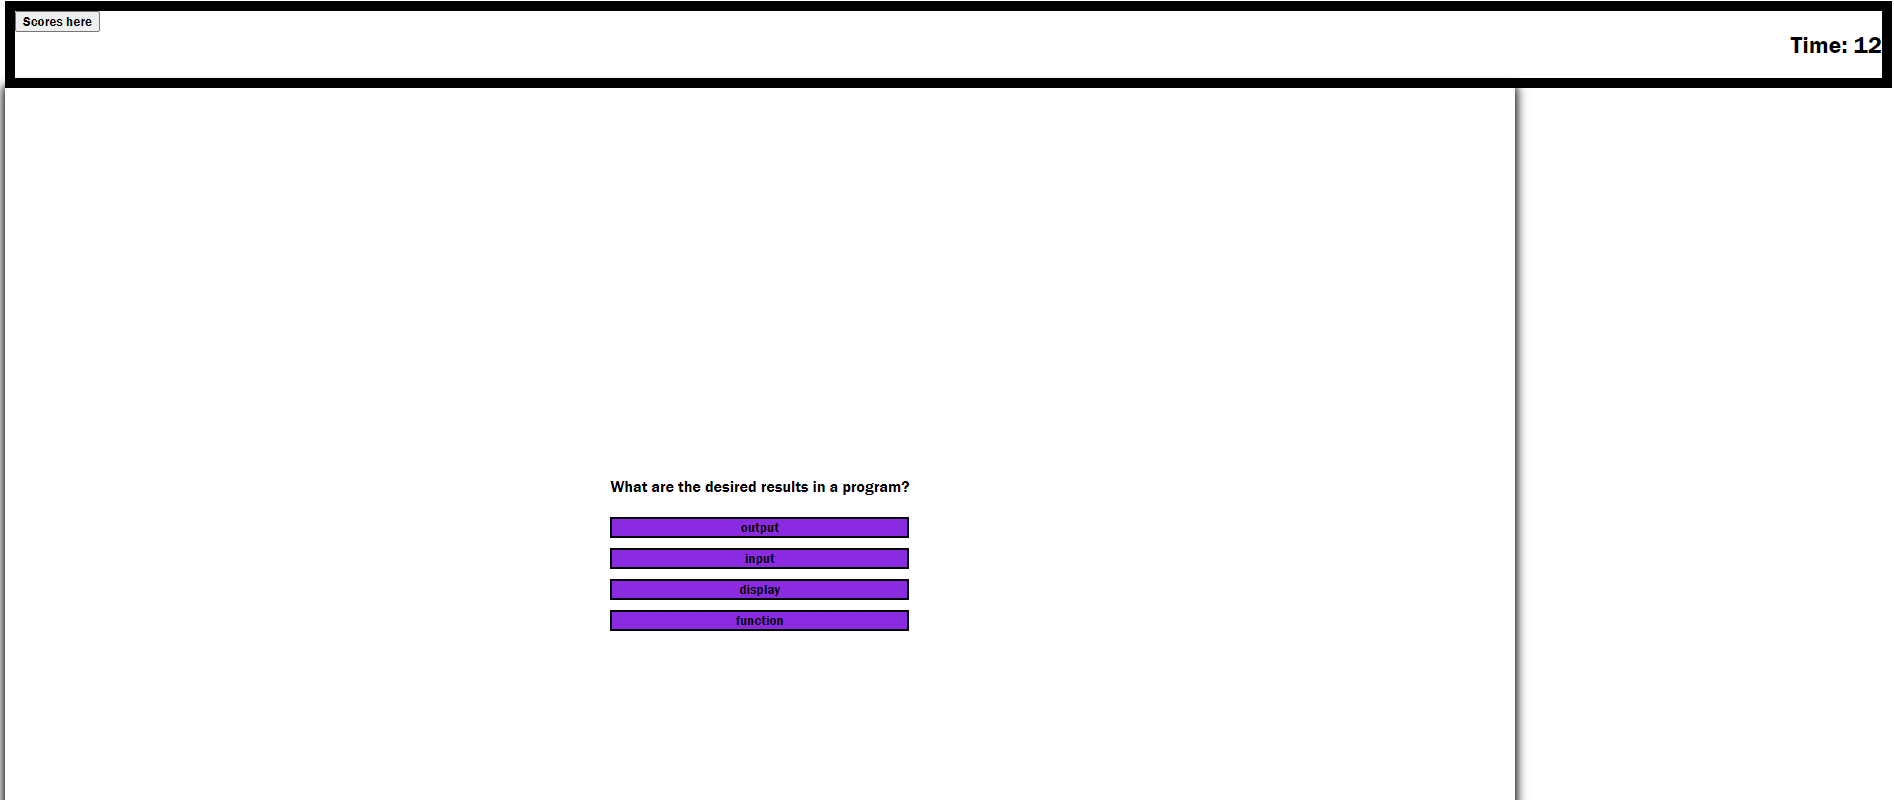 Scores here
Time: 12
What are the desired results in a program?
output
input
display
function